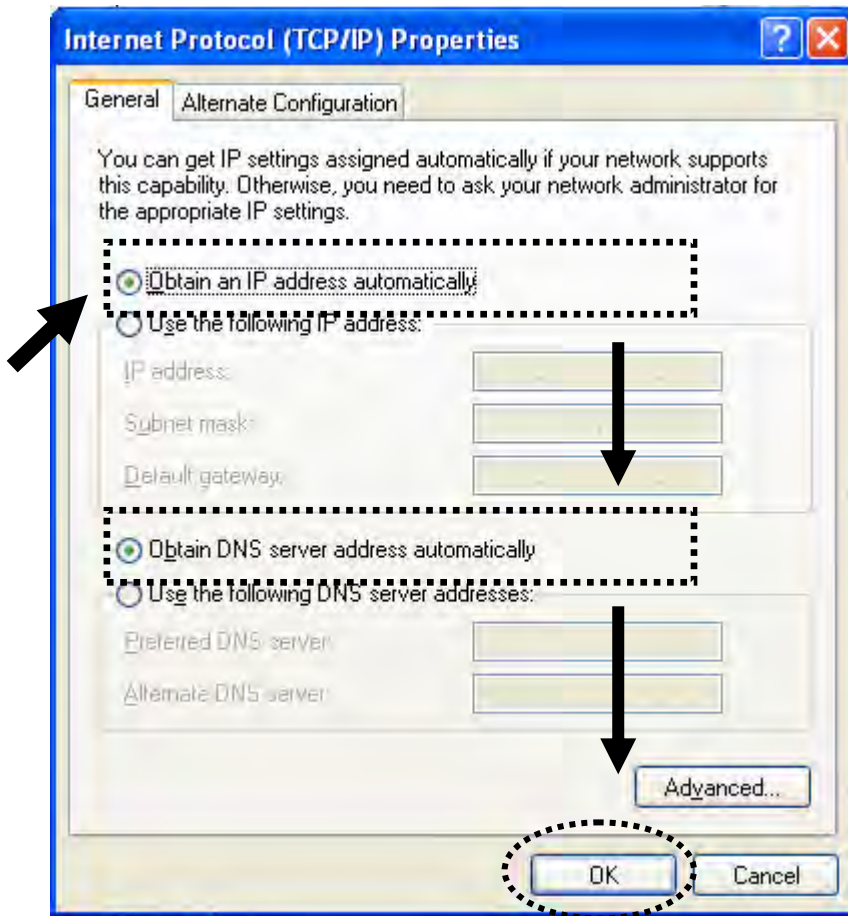 Internet Protocol (TCP/IP) Properties
?
General
Alternate Configuration
You can get IP settings assigned automatically if your network supports
this capability. Otherwise, you need to ask your network administrator for
the appropriate IP settings.
Obtain an IP address automatically
Use the following IP address:
IP address:
Subnet mask:
Default gateway:
Obtain DNS server address automatically
Use the following DNS server addresses:
Preferred DNS server:
Alternate DNS server:
Advanced...
OK
Cancel